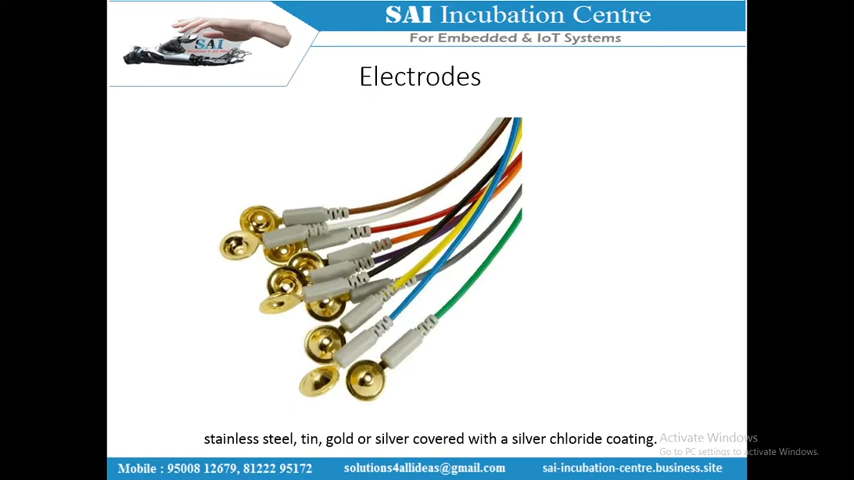 SAI Incubation Centre
For Embedded & IoT Systems
SAI
Electrodes
stainless steel, tin, gold or silver covered with a silver chloride coating.
Activate Windows
Go to PC settings to activate Windows.
Mobile : 95008 12679, 81222 95172 solutions4allideas@gmail.com sai-incubation-centre.business.site